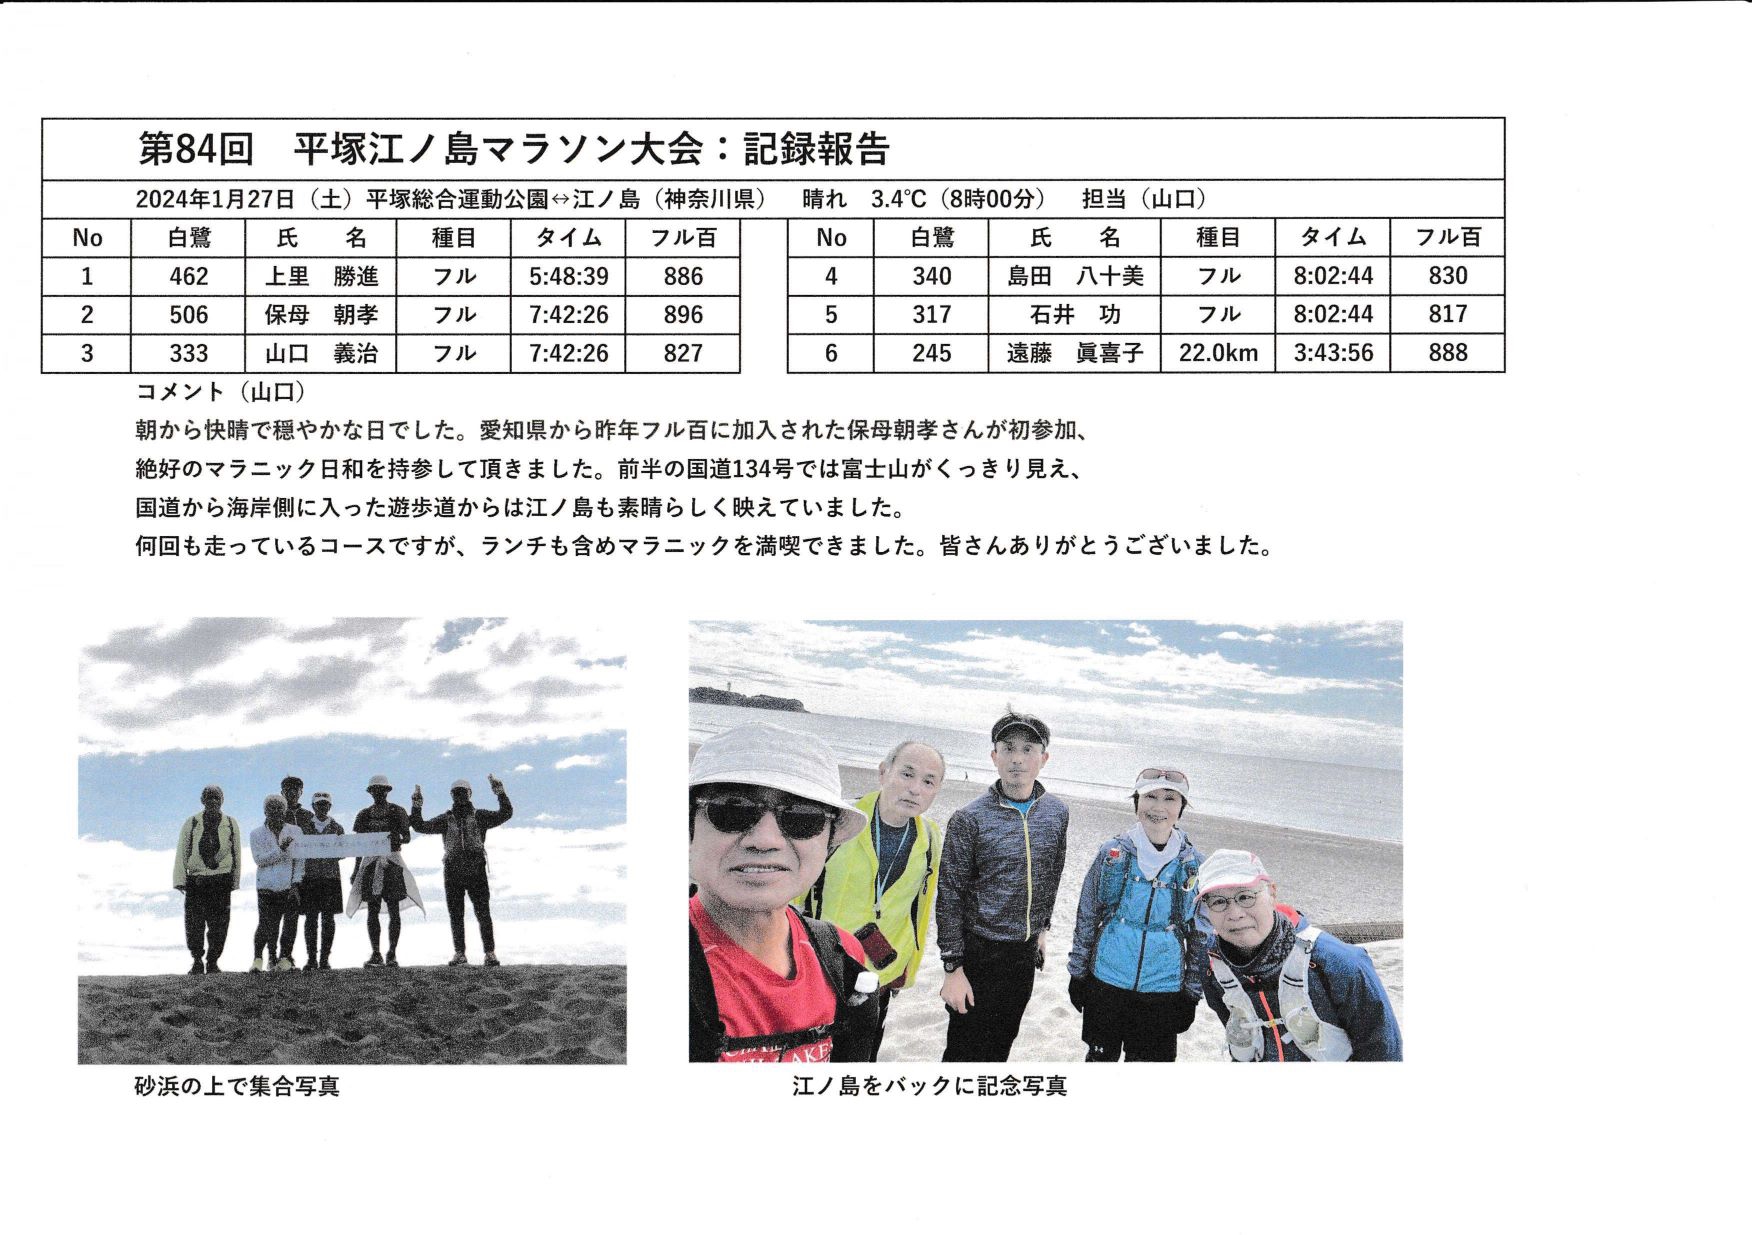 第84回　平塚江ノ島マラソン大会：記録報告
2024年1月27日（土）平塚総合運動公園↔江ノ島（神奈川県）　晴れ　3.4℃（8時00分）　担当（山口）
No 白鷺 氏　名 種目 タイム フル百 No 白鷺 氏　名 種目 タイム フル百
1 462 上里　勝進 フル 5:48:39 886 4 340 島田　八十美 フル 8:02:44 830
2 506 保母　朝孝 フル 7:42:26 896 5 317 石井　功 フル 8:02:44 817
3 333 山口　義治 フル 7:42:26 827 6 245 遠藤　眞喜子 22.0km 3:43:56 888
コメント（山口）
朝から快晴で穏やかな日でした。愛知県から昨年フル百に加入された保母朝孝さんが初参加、
絶好のマラニック日和を持参して頂きました。前半の国道134号では富士山がくっきり見え、
国道から海岸側に入った遊歩道からは江ノ島も素晴らしく映えていました。
何回も走っているコースですが、ランチも含めマラニックを満喫できました。皆さんありがとうございました。
砂浜の上で集合写真
江ノ島をバックに記念写真